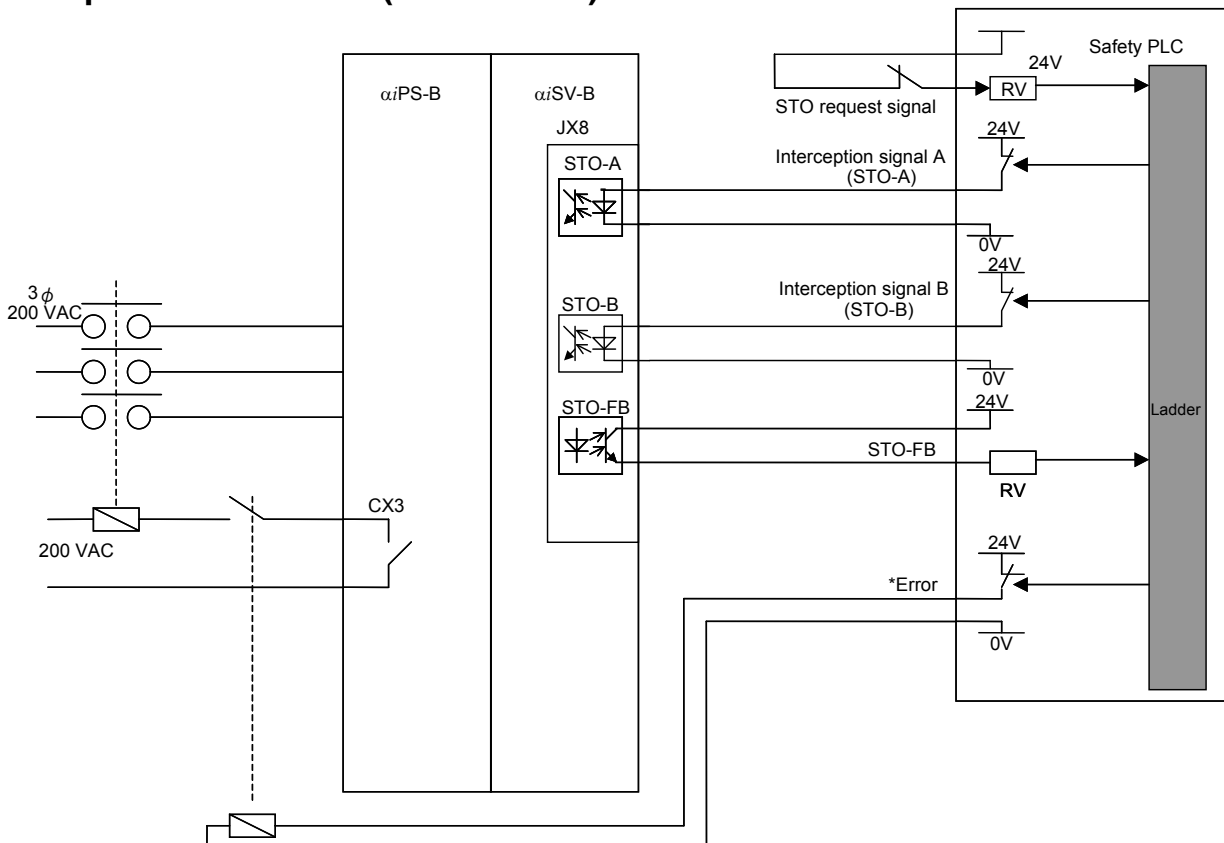 Safety PLC
24V
RV
STO request signal
αiPS-B
αiSV-B
JX8
STO-A
Interception signal A
(STO-A)
24V
0V
24V
3ϕ
200 VAC
STO-B
Interception signal B
(STO-B)
0V
24V
STO-FB
STO-FB
RV
Ladder
CX3
200 VAC
24V
*Error
0V